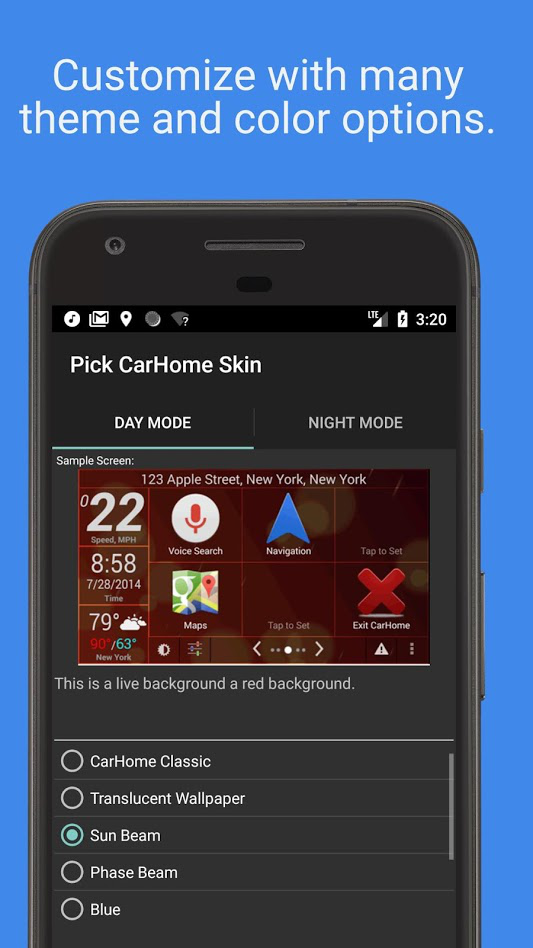 Customize with many
theme and color options.
LTE
3:20
Pick CarHome Skin
DAY MODE
NIGHT MODE
Sample Screen:
123 Apple Street, New York, New York
022
Speed, MPH
Voice Search
Navigation
Tap to Set
8:58
7/28/2014
Time
Maps
Tap to Set
Exit CarHome
79°
90°/63°
New York
This is a live background a red background.
CarHome Classic
Translucent Wallpaper
Sun Beam
Phase Beam
Blue